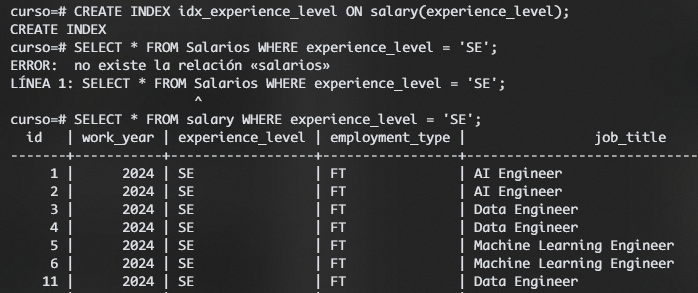 curso=# CREATE INDEX idx_experience_level ON salary(experience_level);
CREATE INDEX
curso=# SELECT * FROM Salarios WHERE experience_level = 'SE';
ERROR:  no existe la relación «salarios»
LÍNEA 1: SELECT * FROM Salarios WHERE experience_level = 'SE';
                       ^
curso=# SELECT * FROM salary WHERE experience_level = 'SE';
  id   | work_year | experience_level | employment_type |                job_title
-------+-----------+------------------+-----------------+---------------------------
     1 |      2024 | SE               | FT              | AI Engineer
     2 |      2024 | SE               | FT              | AI Engineer
     3 |      2024 | SE               | FT              | Data Engineer
     4 |      2024 | SE               | FT              | Data Engineer
     5 |      2024 | SE               | FT              | Machine Learning Engineer
     6 |      2024 | SE               | FT              | Machine Learning Engineer
    11 |      2024 | SE               | FT              | Data Engineer